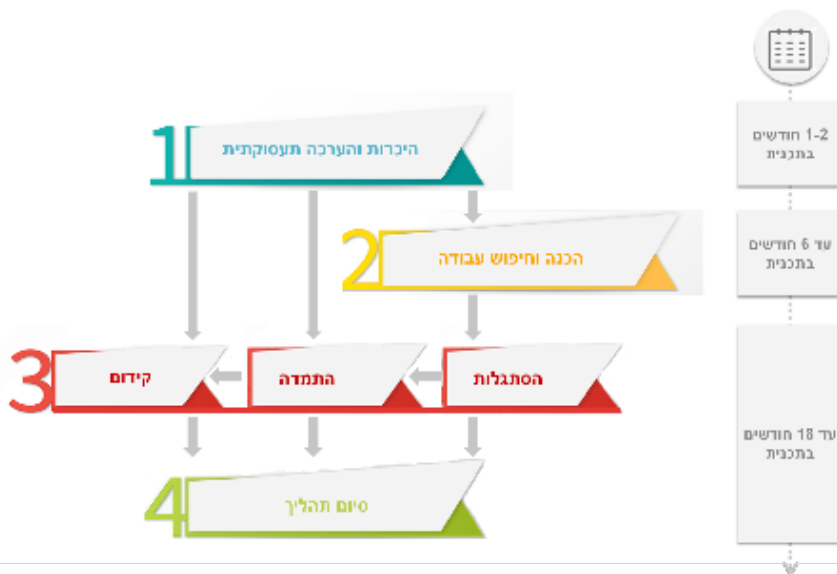 1
היכרות והערכה תעסוקתית
1-2 חודשים
בתכנית
2
הכנה וחיפוש עבודה
עד 6 חודשים
בתכנית
3
הסתגלות
התמדה
קידום
עד 18 חודשים
בתכנית
4
סיום תהליך